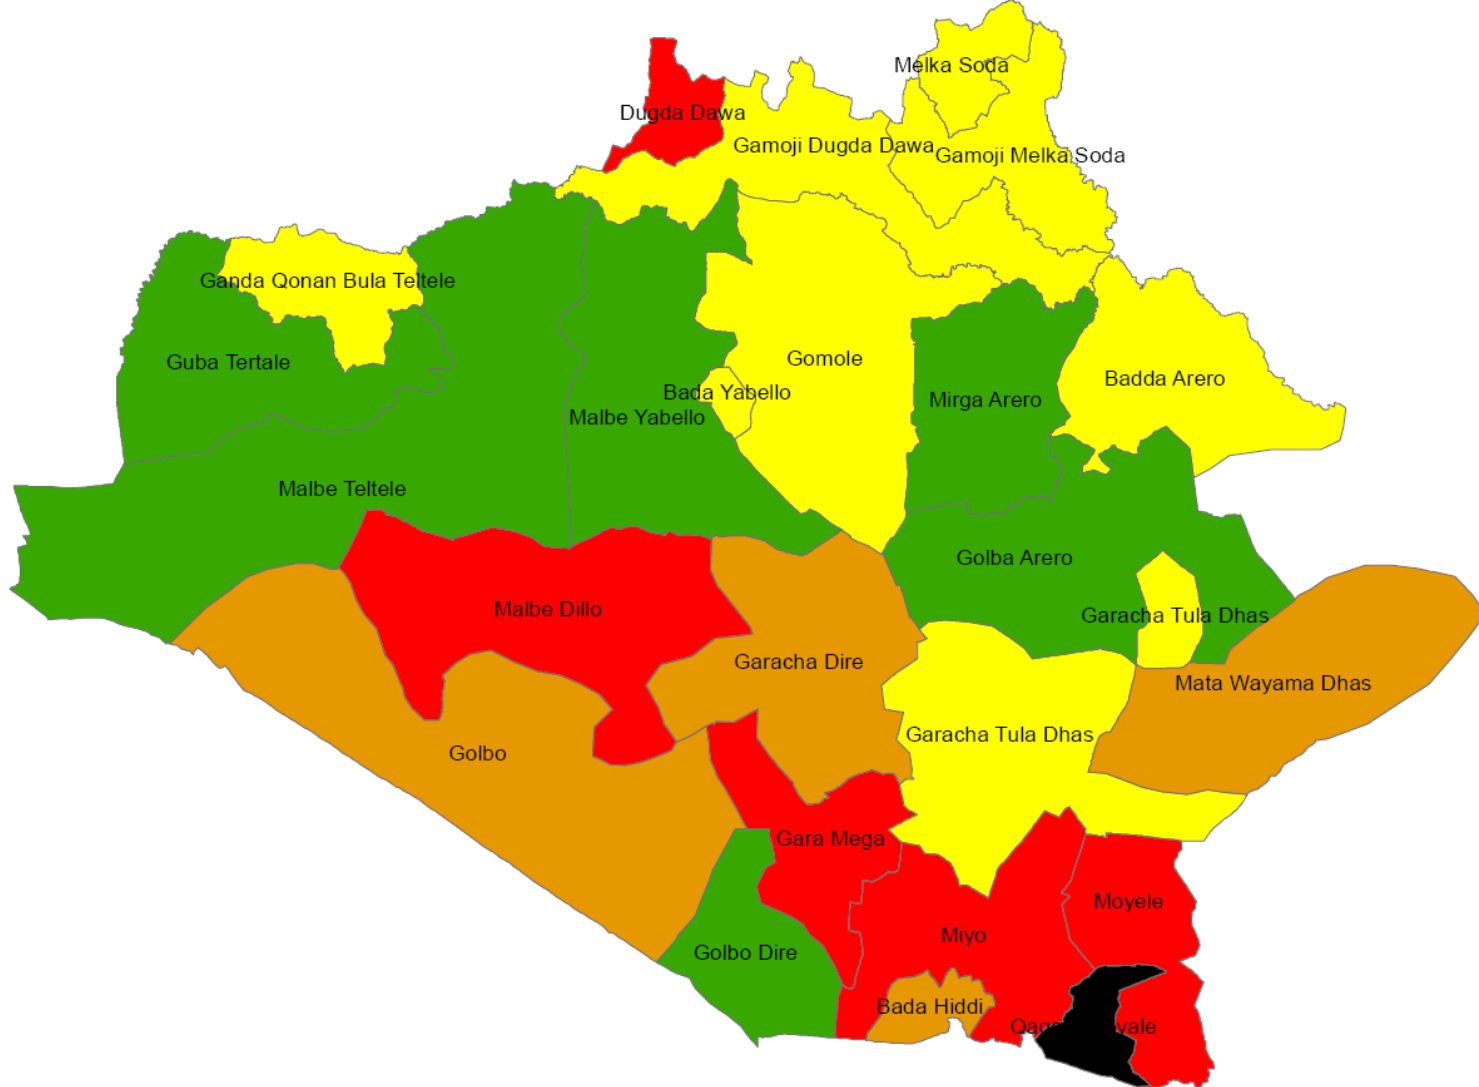 Melka Soda
Dugda Dawa
Gamoji Dugda Dawa
Gamoji Melka Soda
Ganda Qonan Bula Teltele
Guba Tertale
Gomole
Badda Arero
Bada Yabello
Mirga Arero
Malbe Yabello
Malbe Teltele
Golba Arero
Malbe Dillo
Garacha Tula Dhas
Garacha Dire
Mata Wayama Dhas
Garacha Tula Dhas
Golbo
Gara Mega
Moyele
Miyo
Golbo Dire
Bada Hiddi